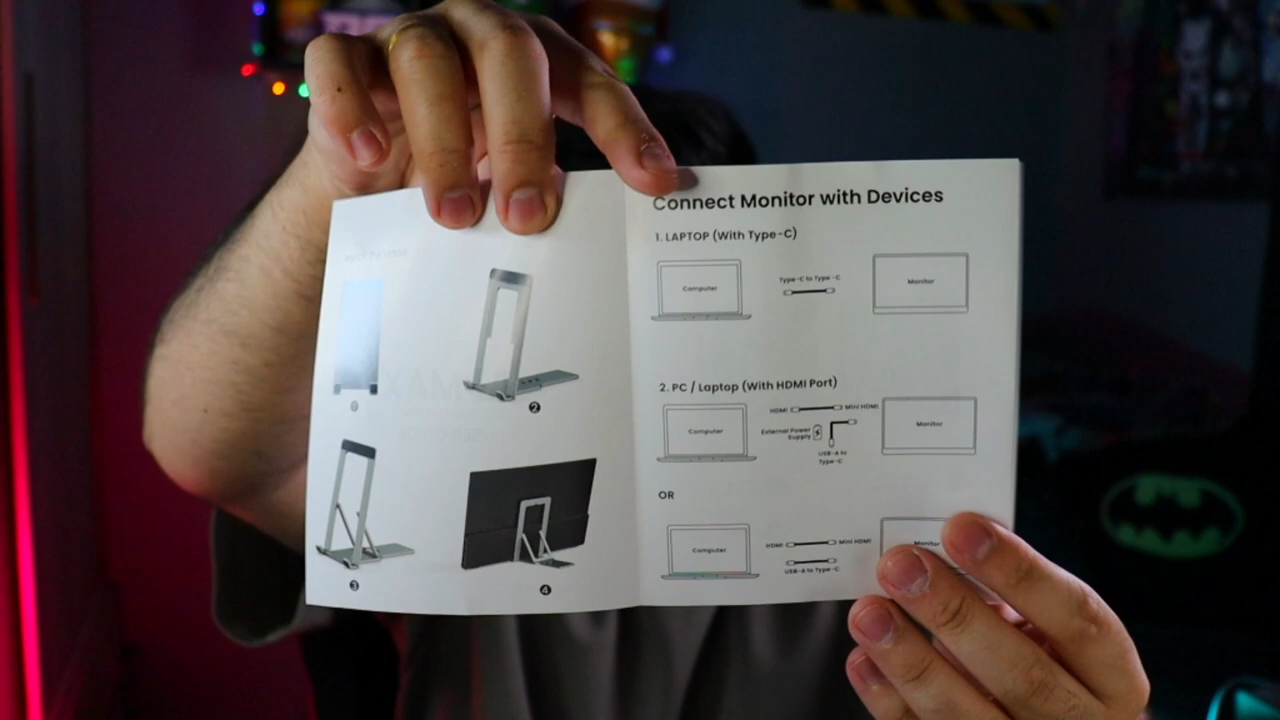 Connect Monitor with Devices
1. LAPTOP (With Type-C)
Computer
Type-C to Type -C
Monitor
2. PC / Laptop (With HDMI Port)
Computer
HDMI
Mini HDMI
External Power
Supply
USB-A to
Type-C
Monitor
OR
Computer
HDMI
Mini HDMI
USB-A to Type-C
Monitor
1
2
3
4